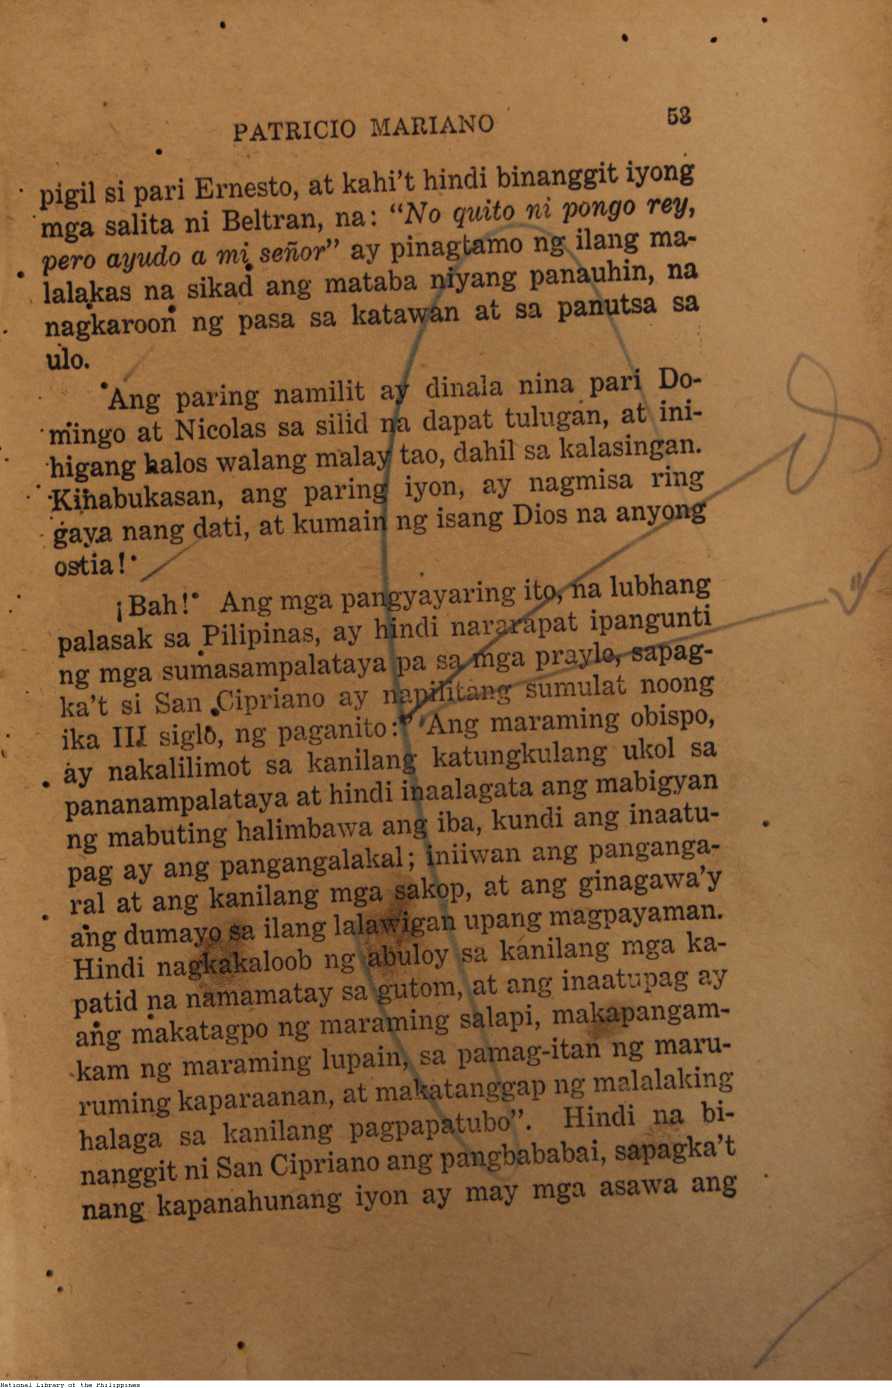 PATRICIO MARIANO 53
pigil si pari Ernesto, at kahi't hindi binanggit iyong
mga salita ni Beltran, na: “No quito ni pongo rey,
pero ayudo a mi señor” ay pinagtamo ng ilang ma-
lalakas na sikad ang mataba niyang panauhin, na
nagkaroon ng pasa sa katawan at sa panutsa sa
ulo.
Ang paring namilit ay dinala nina pari Do-
mingo at Nicolas sa silid na dapat tulugan, at ini-
higang halos walang malay tao, dahil sa kalasingan.
Kinabukasan, ang paring iyon, ay nagmisa ring
gaya nang dati, at kumain ng isang Dios na anyong
ostia!
¡Bah! Ang mga pangyayaring ito, na lubhang
palasak sa Pilipinas, ay hindi nararapat ipangunti
ng mga sumasampalataya pa sa mga prayle, sapag-
ka't si San Cipriano ay napilitang sumulat noong
ika III siglo, ng paganito: “Ang maraming obispo,
ay nakalilimot sa kanilang katungkulang ukol sa
pananampalataya at hindi inaalagata ang mabigyan
ng mabuting halimbawa ang iba, kundi ang inaatu-
pag ay ang pangangalakal; iniiwan ang panganga-
ral at ang kanilang mga sakop, at ang ginagawa'y
ang dumayo sa ilang lalawigan upang magpayaman.
Hindi nagkakaloob ng abuloy sa kanilang mga ka-
patid na namamatay sa gutom, at ang inaatupag ay
ang makatagpo ng maraming salapi, makapangam-
kam ng maraming lupain, sa pamag-itan ng maru-
ruming kaparaanan, at makatanggap ng malalaking
halaga sa kanilang pagpapatubo”. Hindi na bi-
nanggit ni San Cipriano ang pangbababai, sapagka't
nang kapanahunang iyon ay may mga asawa ang
National Library of the Philippines